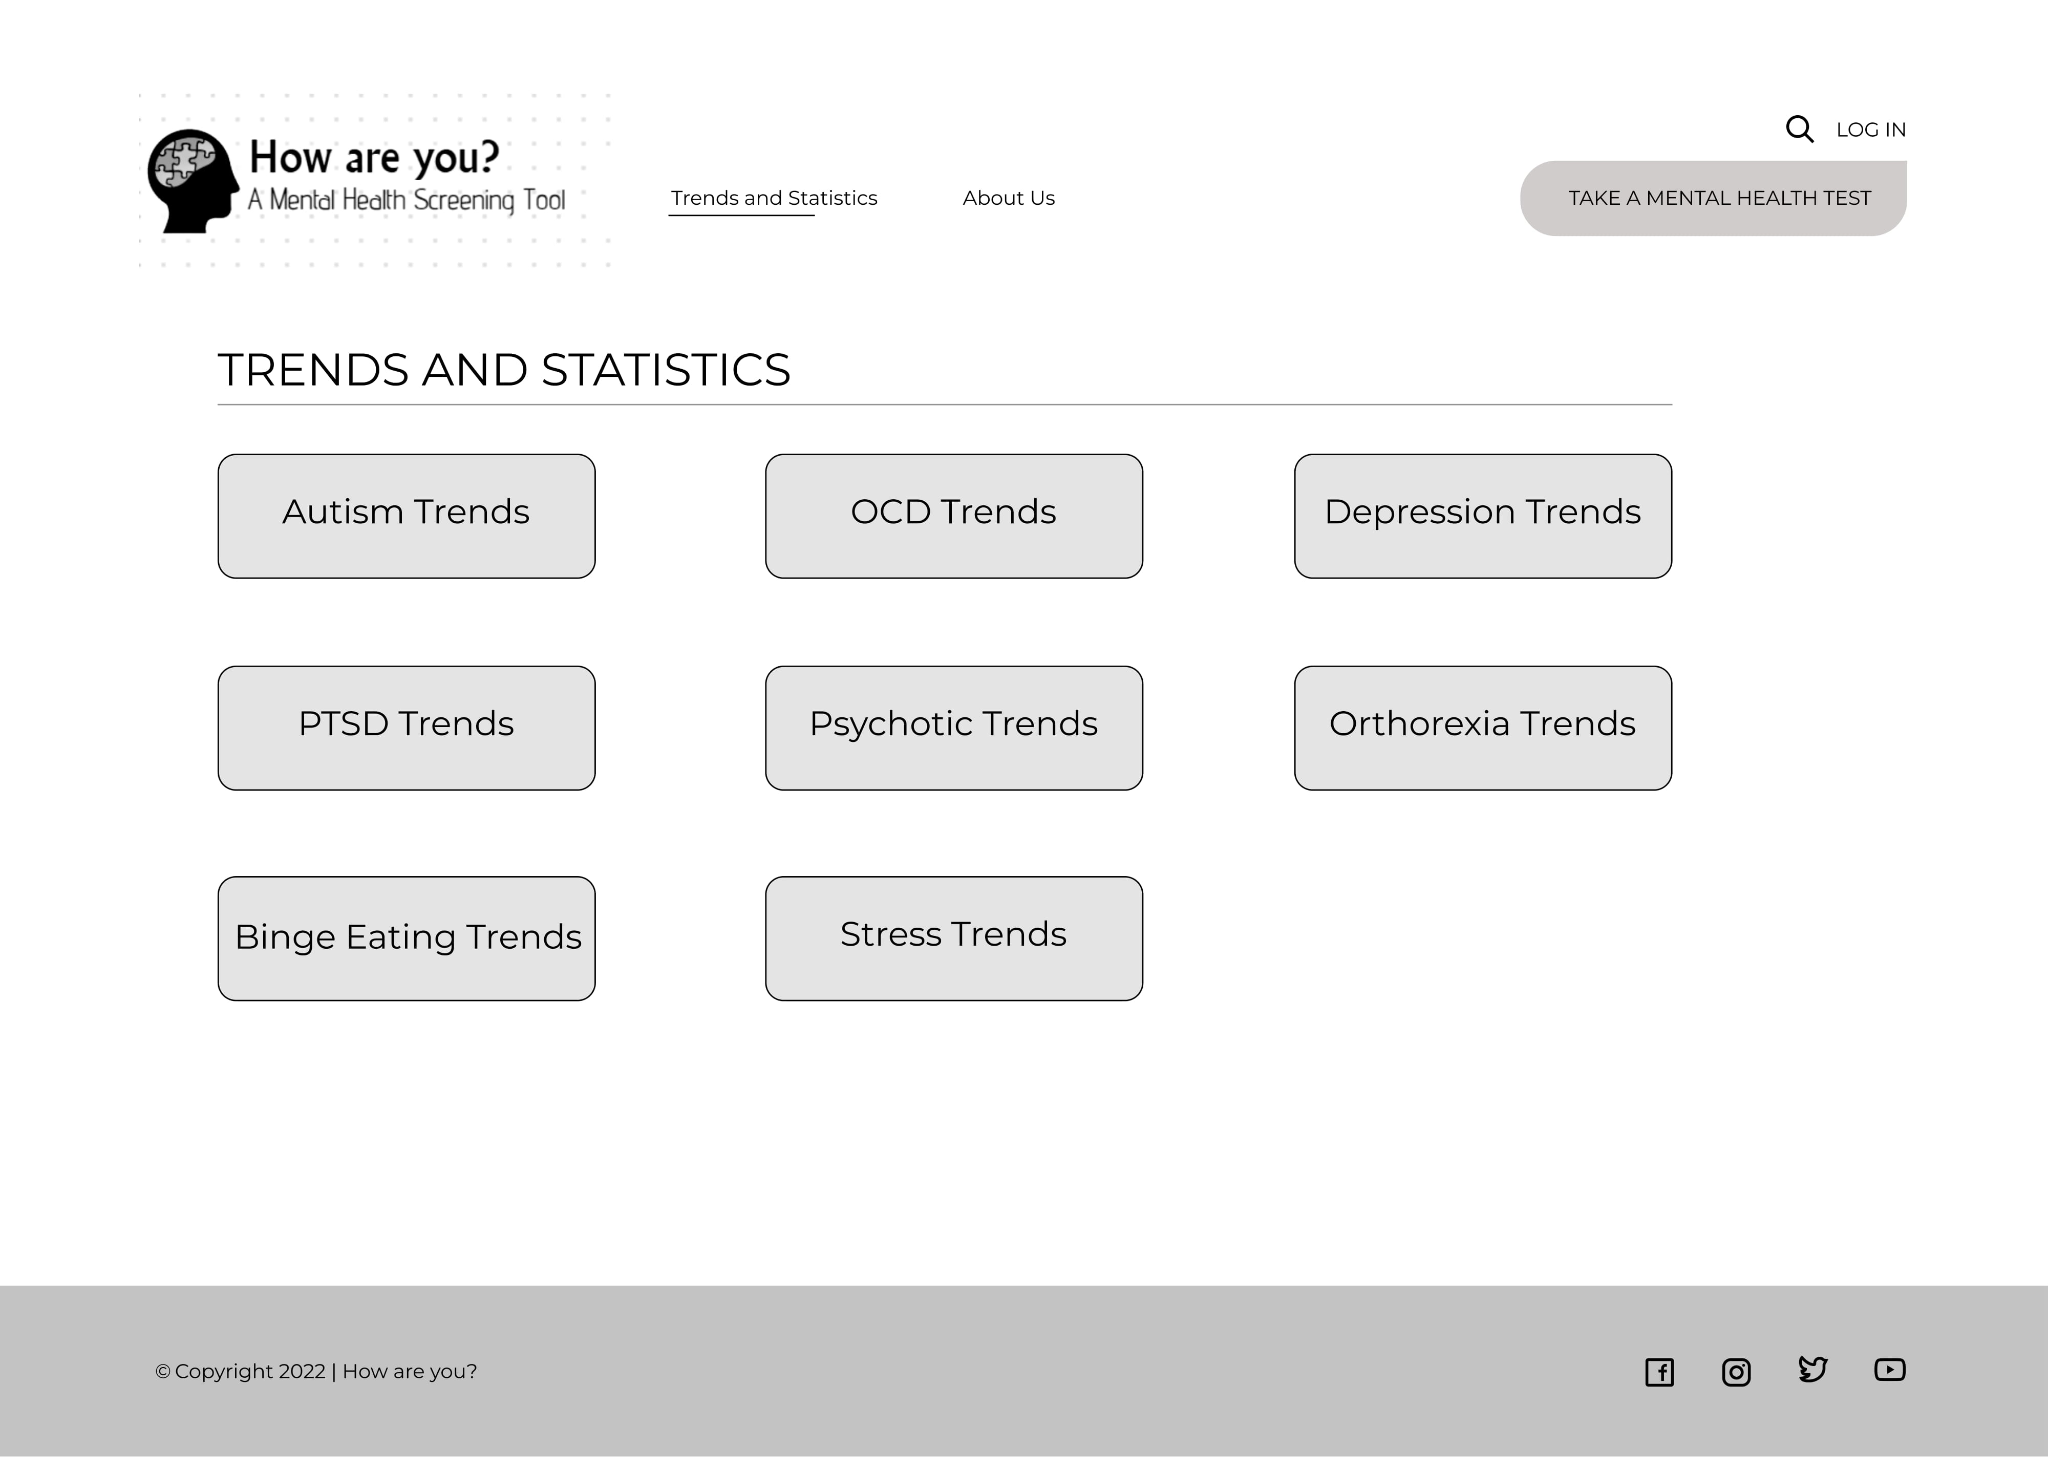 How are you?
A Mental Health Screening Tool
Trends and Statistics
About Us
LOG IN
TAKE A MENTAL HEALTH TEST
TRENDS AND STATISTICS
Autism Trends
OCD Trends
Depression Trends
PTSD Trends
Psychotic Trends
Orthorexia Trends
Binge Eating Trends
Stress Trends
© Copyright 2022 | How are you?